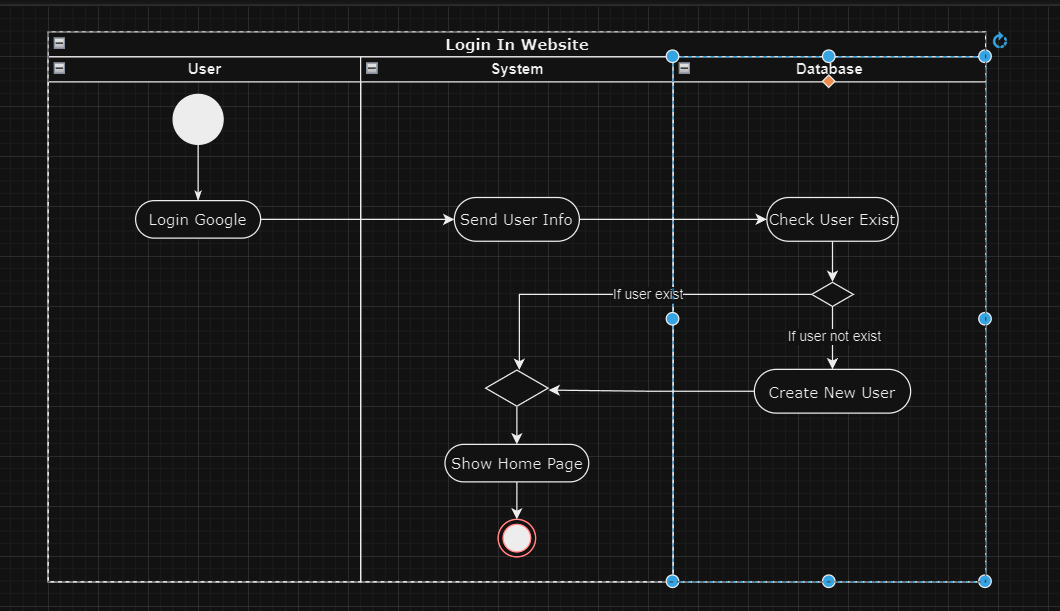 Login In Website
User
System
Database
Login Google
Send User Info
Check User Exist
If user exist
If user not exist
Create New User
Show Home Page